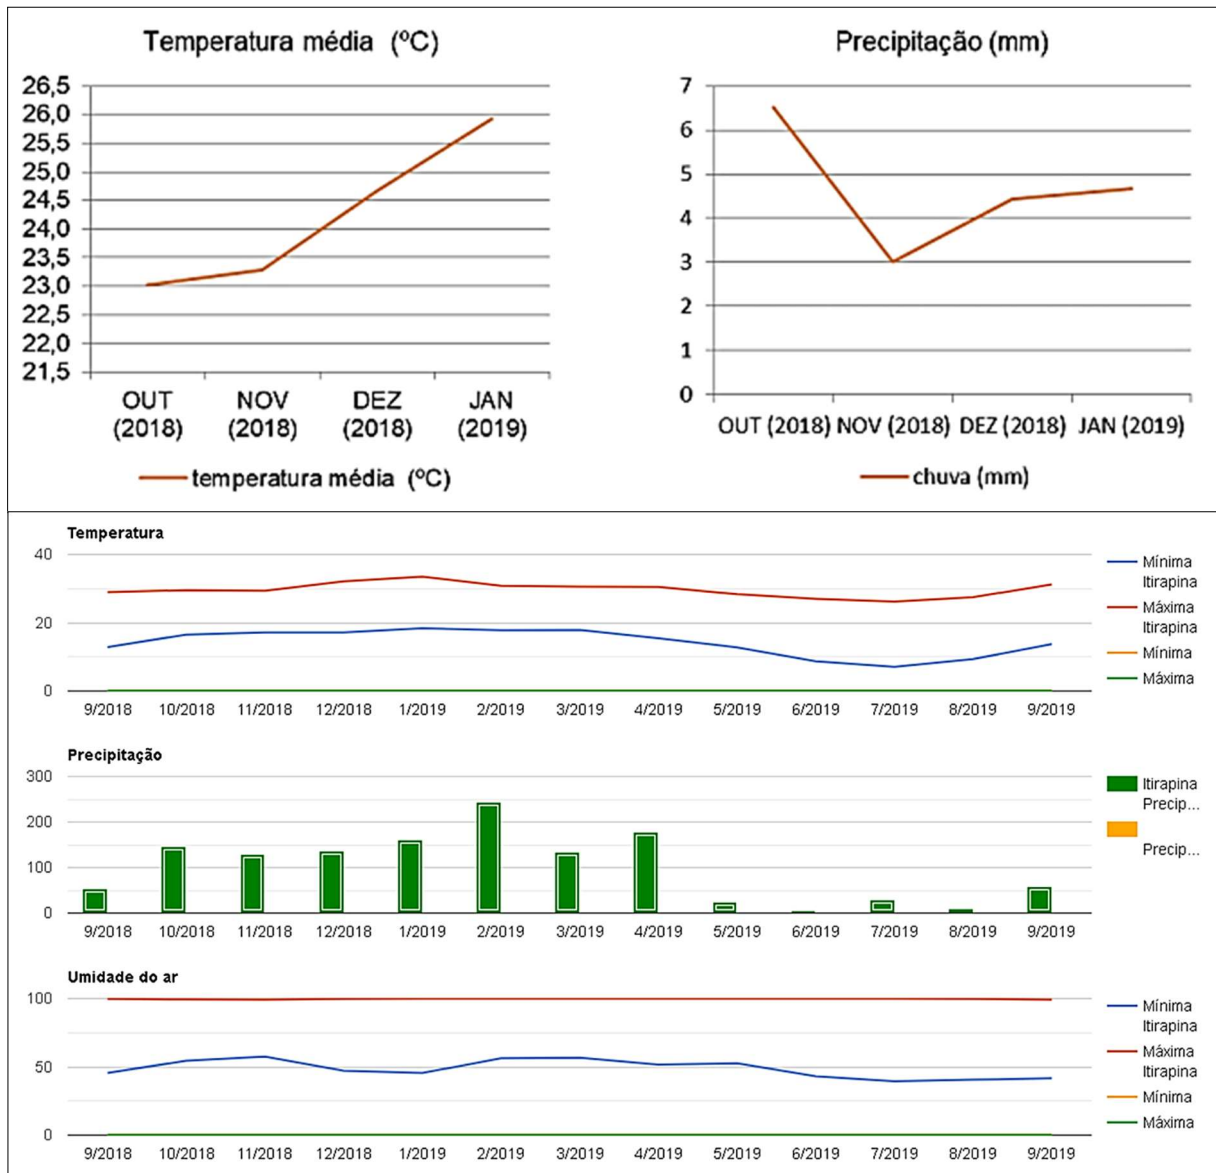 Temperatura média (ºC)
26,5
26,0
25,5
25,0
24,5
24,0
23,5
23,0
22,5
22,0
21,5
OUT NOV DEZ JAN
(2018) (2018) (2018) (2019)
temperatura média (ºC)
Precipitação (mm)
7
6
5
4
3
2
1
0
OUT (2018) NOV (2018) DEZ (2018) JAN (2019)
chuva (mm)
Temperatura
40
20
0
9/2018 10/2018 11/2018 12/2018 1/2019 2/2019 3/2019 4/2019 5/2019 6/2019 7/2019 8/2019 9/2019
Mínima
Itirapina
Máxima
Itirapina
Mínima
Máxima
Precipitação
300
200
100
0
9/2018 10/2018 11/2018 12/2018 1/2019 2/2019 3/2019 4/2019 5/2019 6/2019 7/2019 8/2019 9/2019
Itirapina
Precip...
Precip...
Umidade do ar
100
50
0
9/2018 10/2018 11/2018 12/2018 1/2019 2/2019 3/2019 4/2019 5/2019 6/2019 7/2019 8/2019 9/2019
Mínima
Itirapina
Máxima
Itirapina
Mínima
Máxima